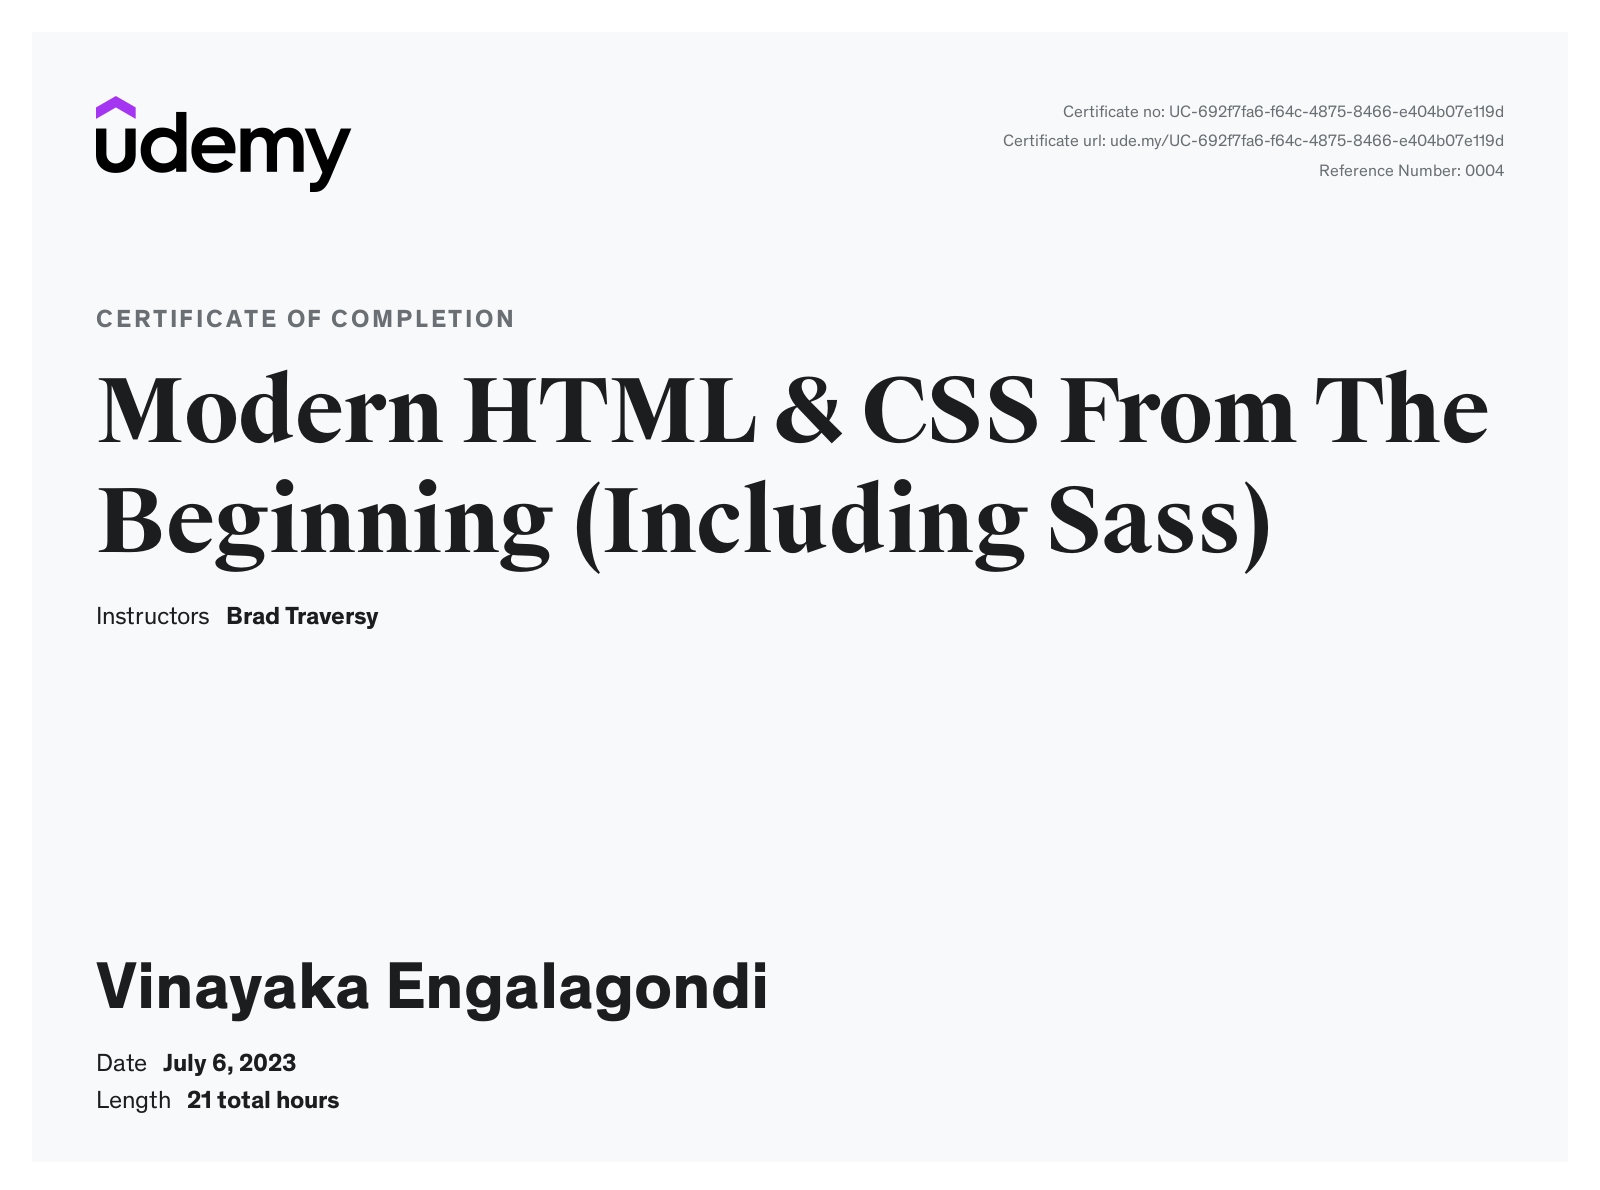 udemy
Certificate no: UC-692f7fa6-f64c-4875-8466-e404b07e119d
Certificate url: ude.my/UC-692f7fa6-f64c-4875-8466-e404b07e119d
Reference Number: 0004
CERTIFICATE OF COMPLETION
Modern HTML & CSS From The
Beginning (Including Sass)
Instructors Brad Traversy
Vinayaka Engalagondi
Date July 6, 2023
Length 21 total hours